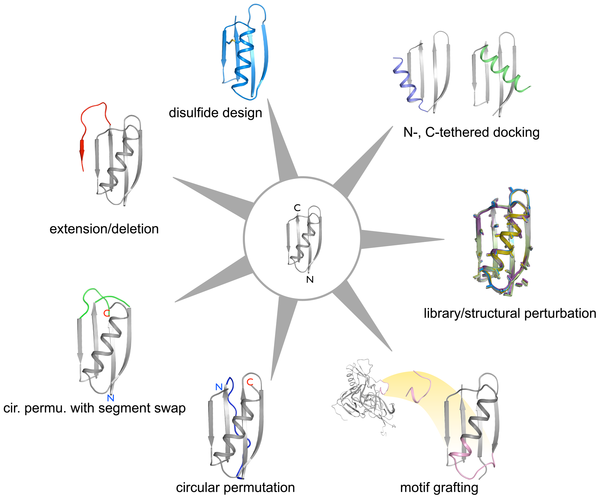 disulfide design
N-, C-tethered docking
extension/deletion
C
N
library/structural perturbation
C
N
cir. permu. with segment swap
N
C
circular permutation
motif grafting